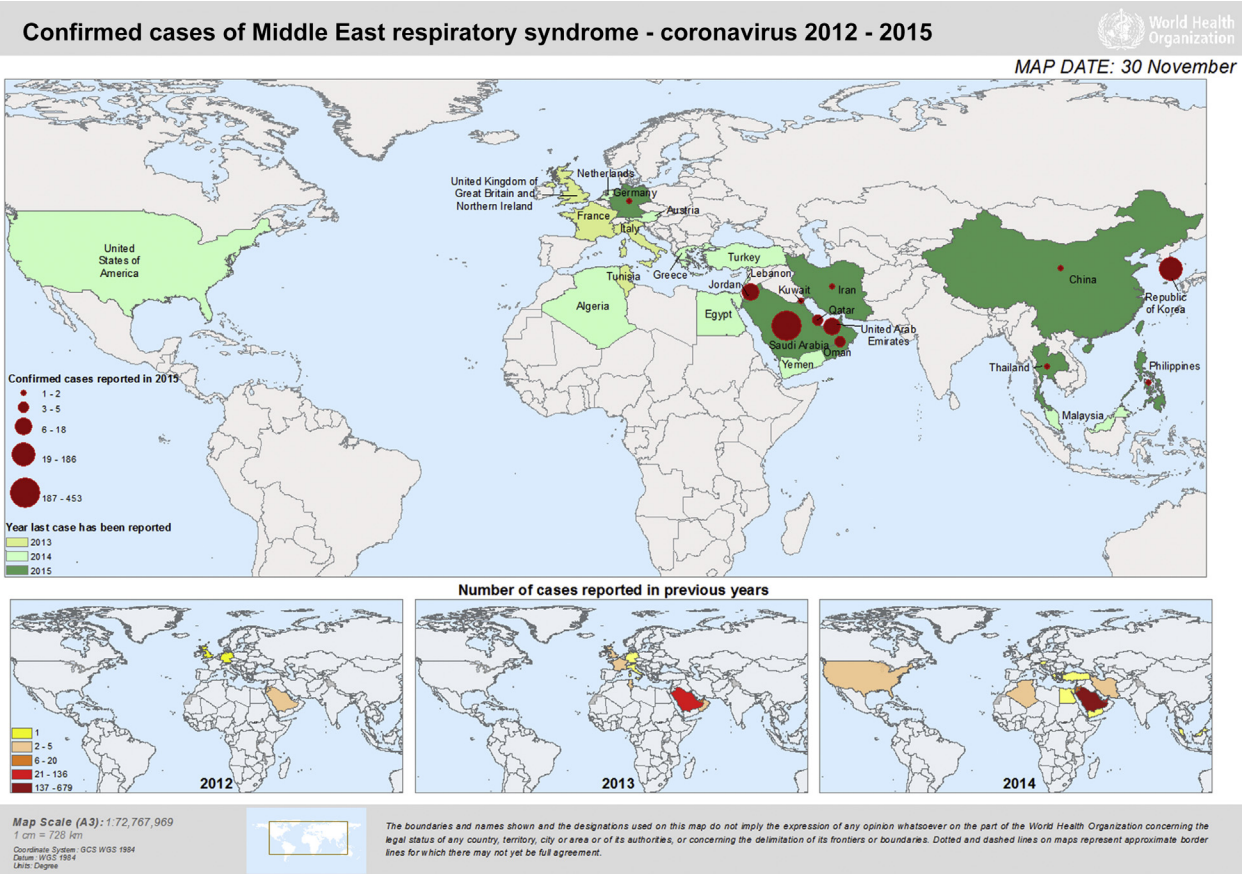 Confirmed cases of Middle East respiratory syndrome - coronavirus 2012 - 2015
World Health
Organization
MAP DATE: 30 November
United Kingdom of
Great Britain and
Northern Ireland
Netherlands
Germany
France
Austria
Italy
United
States of
America
Tunisia
Greece
Turkey
Lebanon
Jordan
Kuwait
Iran
China
Algeria
Egypt
Qatar
Republic
of Korea
United Arab
Emirates
Saudi Arabia
Oman
Yemen
Thailand
Philippines
Malaysia
Confirmed cases reported in 2015
1 - 2
3 - 5
6 - 18
19 - 186
187 - 453
Year last case has been reported
2013
2014
2015
Number of cases reported in previous years
1
2 - 5
6 - 20
21 - 136
137 - 679
2012
2013
2014
Map Scale (A3): 1:72,767,969
1 cm = 728 km
Coordinate System: GCS WGS 1984
Datum: WGS 1984
Units: Degree
The boundaries and names shown and the designations used on this map do not imply the expression of any opinion whatsoever on the part of the World Health Organization concerning the
legal status of any country, territory, city or area or of its authorities, or concerning the delimitation of its frontiers or boundaries. Dotted and dashed lines on maps represent approximate border
lines for which there may not yet be full agreement.